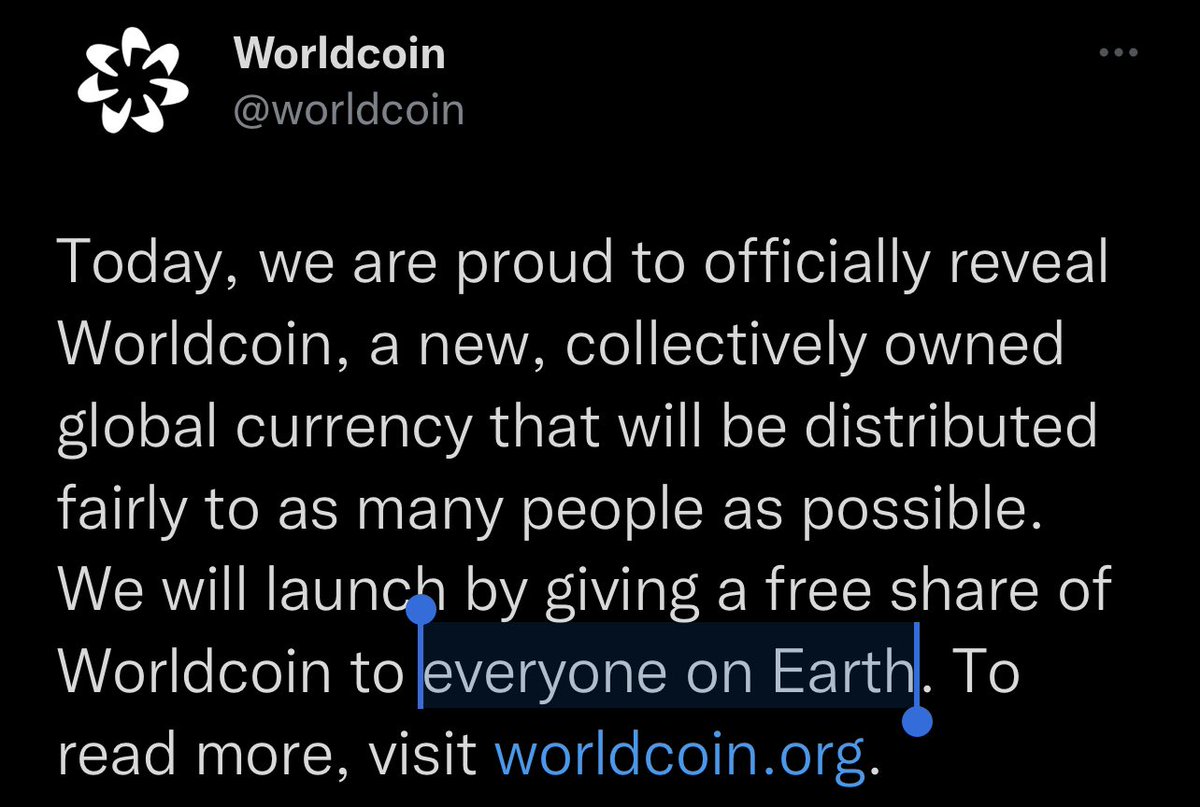 Worldcoin
@worldcoin
Today, we are proud to officially reveal
Worldcoin, a new, collectively owned
global currency that will be distributed
fairly to as many people as possible.
We will launch by giving a free share of
Worldcoin to everyone on Earth. To
read more, visit worldcoin.org.